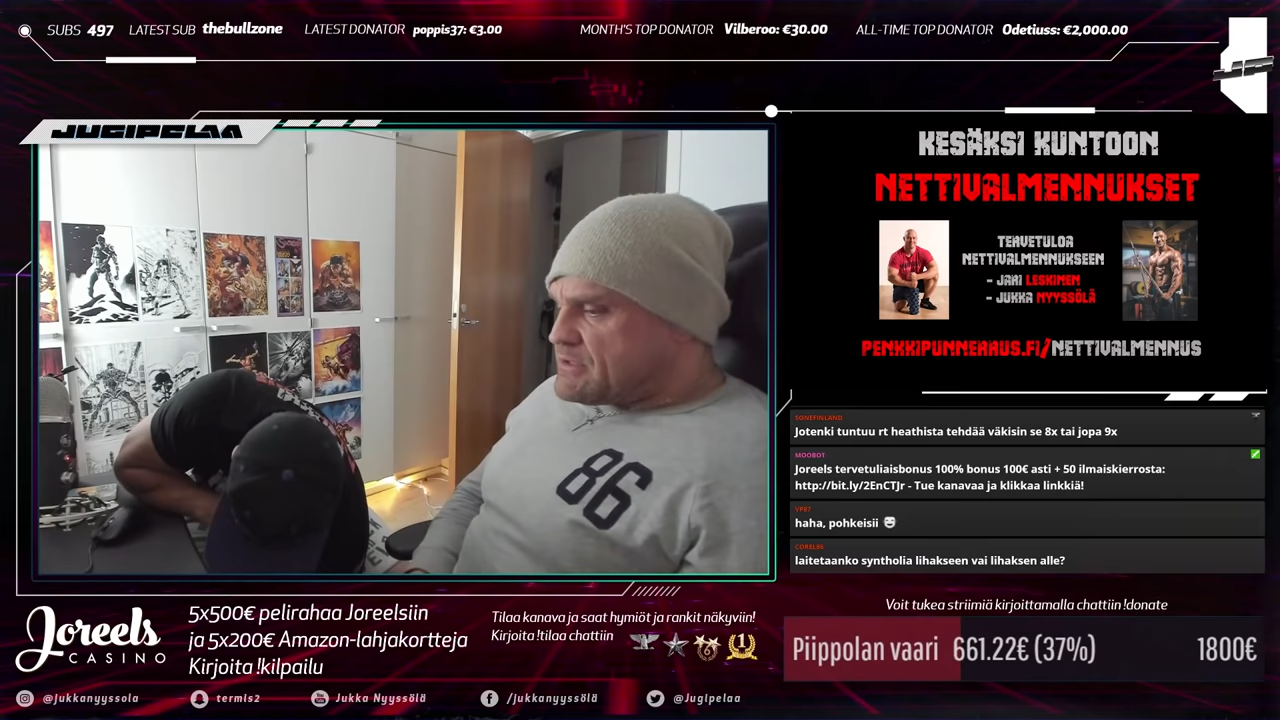 SUBS 497 LATEST SUB thebullzone LATEST DONATOR poppis37: €3.00 MONTH'S TOP DONATOR Vilberoo: €30.00 ALL-TIME TOP DONATOR Odetiuss: €2,000.00
JUGIPELAA
KESÄKSI KUNTOON
NETTIVALMENNUKSET
TERVETULOA
NETTIVALMENNUKSEEN
- JARI LESKINEN
- JUKKA NYYSSÖLÄ
PENKKIPUNNERRUS.FI/NETTIVALMENNUS
86
SONEFINLAND
Jotenki tuntuu rt heathista tehdää väkisin se 8x tai jopa 9x
MOOBOT
Joreels tervetuliaisbonus 100% bonus 100€ asti + 50 ilmaiskierrosta:
http://bit.ly/2EnCTJr - Tue kanavaa ja klikkaa linkkiä!
VP87
haha, pohkeisii
CORELBS
laitetaanko syntholia lihakseen vai lihaksen alle?
Joreels
CASINO
5x500€ pelirahaa Joreelsiin
ja 5x200€ Amazon-lahjakortteja
Kirjoita !kilpailu
Tilaa kanava ja saat hymiöt ja rankit näkyviin!
Kirjoita !tilaa chattiin
Voit tukea striimiä kirjoittamalla chattiin !donate
Piippolan vaari 661.22€ (37%) 1800€
@jukkanyyssola termis2 Jukka Nyyssölä /jukkanyyssölä @Jugipelaa